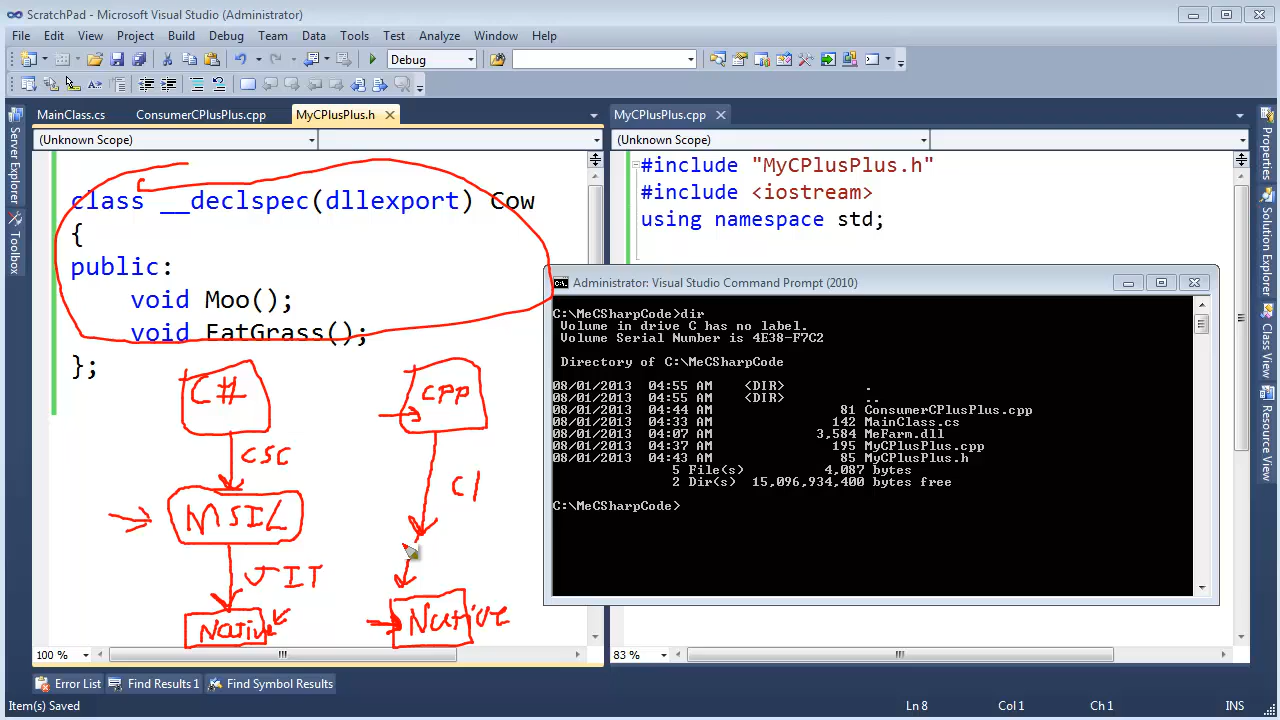 ScratchPad - Microsoft Visual Studio (Administrator)
File Edit View Project Build Debug Team Data Tools Test Analyze Window Help
Debug
MainClass.cs ConsumerCPlusPlus.cpp MyCPlusPlus.h
MyCPlusPlus.cpp
(Unknown Scope)
(Unknown Scope)
Server Explorer
Toolbox
class __declspec(dllexport) Cow
{
public:
void Moo();
void EatGrass();
};
C#
CSC
MSIL
JIT
Native
CPP
Cl
Native
#include "MyCPlusPlus.h"
#include <iostream>
using namespace std;
Administrator: Visual Studio Command Prompt (2010)
C:\MeCSharpCode>dir
Volume in drive C has no label.
Volume Serial Number is 4E38-F7C2
Directory of C:\MeCSharpCode
08/01/2013 04:55 AM <DIR> .
08/01/2013 04:55 AM <DIR> ..
08/01/2013 04:44 AM 81 ConsumerCPlusPlus.cpp
08/01/2013 04:33 AM 142 MainClass.cs
08/01/2013 04:07 AM 3,584 MeFarm.dll
08/01/2013 04:37 AM 195 MyCPlusPlus.cpp
08/01/2013 04:43 AM 85 MyCPlusPlus.h
5 File(s) 4,087 bytes
2 Dir(s) 15,096,934,400 bytes free
C:\MeCSharpCode>
Properties
Solution Explorer
Class View
Resource View
100 %
83 %
Error List Find Results 1 Find Symbol Results
Item(s) Saved Ln 8 Col 1 Ch 1 INS